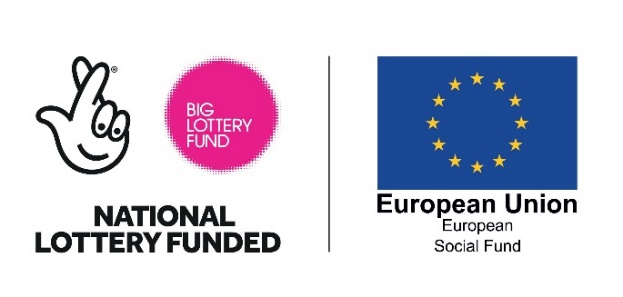 ®
BIG
LOTTERY
FUND
NATIONAL
LOTTERY FUNDED
European Union
European
Social Fund